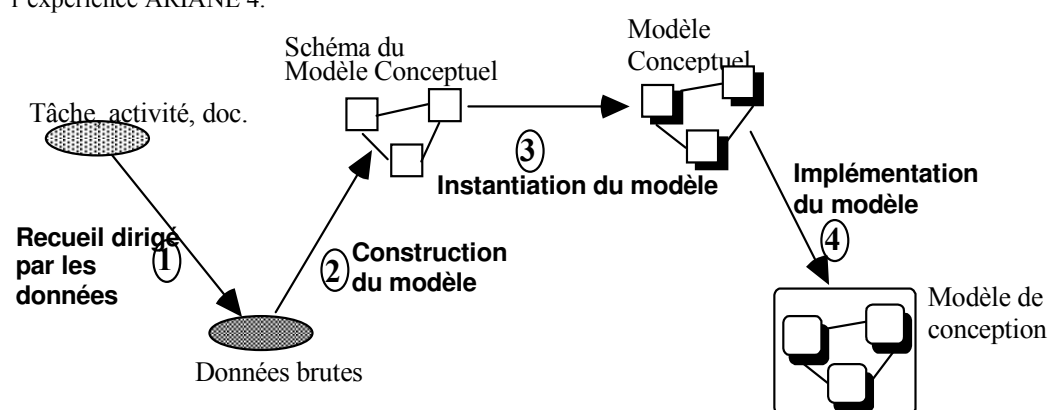 l'expérience ARIANE 4.
Modèle
Conceptuel
Schéma du
Modèle Conceptuel
Tâche, activité, doc.
3
Instantiation du modèle
Implémentation
du modèle
4
Recueil dirigé
par les
données
1
2
Construction
du modèle
Modèle de
conception
Données brutes